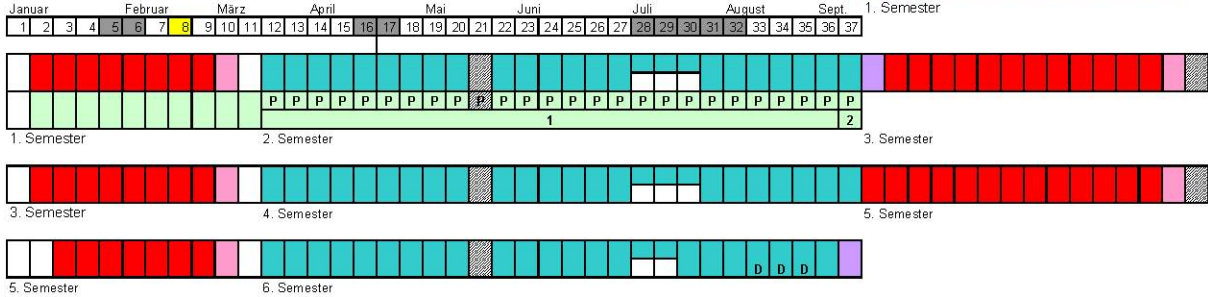 Januar Februar März April Mai Juni Juli August Sept. 1. Semester
1 2 3 4 5 6 7 8 9 10 11 12 13 14 15 16 17 18 19 20 21 22 23 24 25 26 27 28 29 30 31 32 33 34 35 36 37
P P P P P P P P P P P P P P P P P P P P P P P P P P
1 2
1. Semester 2. Semester 3. Semester
3. Semester 4. Semester 5. Semester
D D D
5. Semester 6. Semester